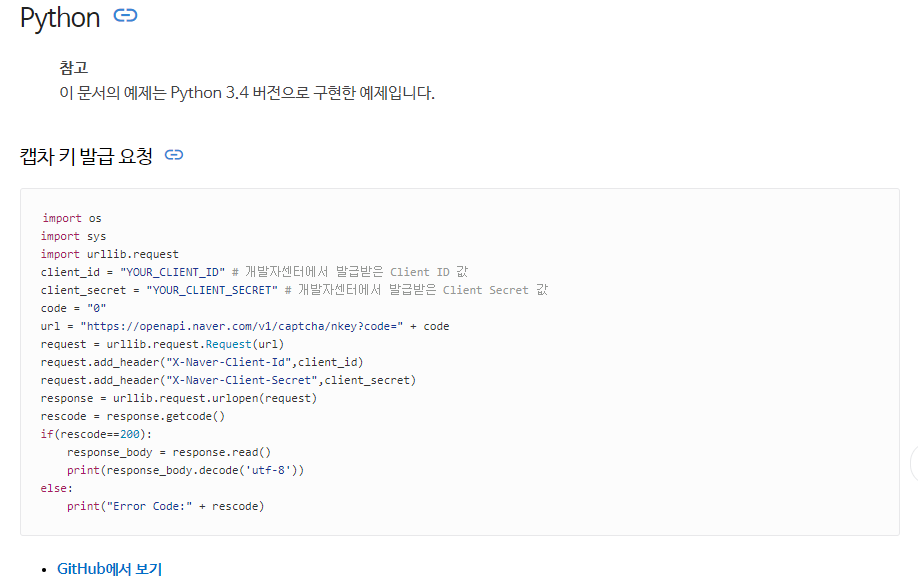 Python
참고
이 문서의 예제는 Python 3.4 버전으로 구현한 예제입니다.
캡차 키 발급 요청
import os
import sys
import urllib.request
client_id = "YOUR_CLIENT_ID" # 개발자센터에서 발급받은 Client ID 값
client_secret = "YOUR_CLIENT_SECRET" # 개발자센터에서 발급받은 Client Secret 값
code = "0"
url = "https://openapi.naver.com/v1/captcha/nkey?code=" + code
request = urllib.request.Request(url)
request.add_header("X-Naver-Client-Id",client_id)
request.add_header("X-Naver-Client-Secret",client_secret)
response = urllib.request.urlopen(request)
rescode = response.getcode()
if(rescode==200):
    response_body = response.read()
    print(response_body.decode('utf-8'))
else:
    print("Error Code:" + rescode)
• GitHub에서 보기